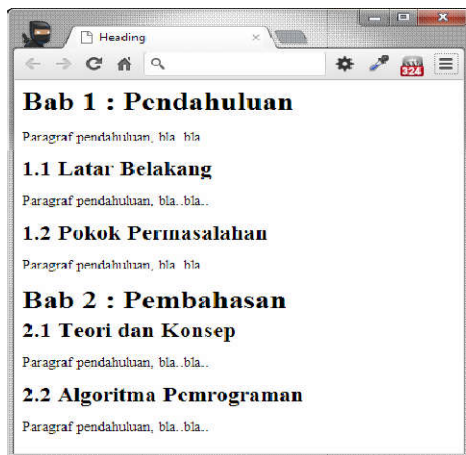 Heading
324
Bab 1 : Pendahuluan
Paragraf pendahuluan, bla..bla..
1.1 Latar Belakang
Paragraf pendahuluan, bla..bla..
1.2 Pokok Permasalahan
Paragraf pendahuluan, bla..bla..
Bab 2 : Pembahasan
2.1 Teori dan Konsep
Paragraf pendahuluan, bla..bla..
2.2 Algoritma Pemrograman
Paragraf pendahuluan, bla..bla..